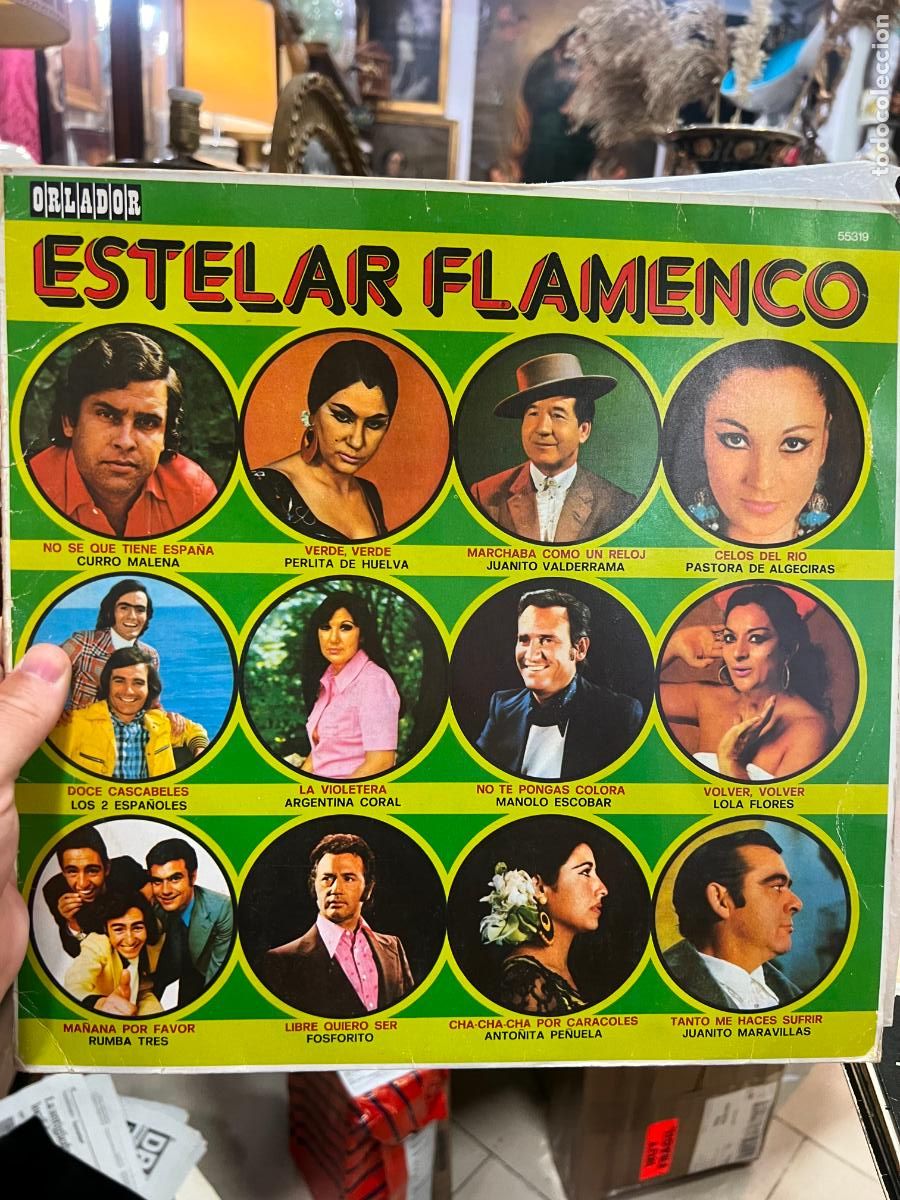 todocoleccion
ORLADOR
55319
ESTELAR FLAMENCO
NO SE QUE TIENE ESPAÑA
CURRO MALENA
VERDE, VERDE
PERLITA DE HUELVA
MARCHABA COMO UN RELOJ
JUANITO VALDERRAMA
CELOS DEL RIO
PASTORA DE ALGECIRAS
DOCE CASCABELES
LOS 2 ESPAÑOLES
LA VIOLETERA
ARGENTINA CORAL
NO TE PONGAS COLORA
MANOLO ESCOBAR
VOLVER, VOLVER
LOLA FLORES
MAÑANA POR FAVOR
RUMBA TRES
LIBRE QUIERO SER
FOSFORITO
CHA-CHA-CHA POR CARACOLES
ANTOÑITA PEÑUELA
TANTO ME HACES SUFRIR
JUANITO MARAVILLAS